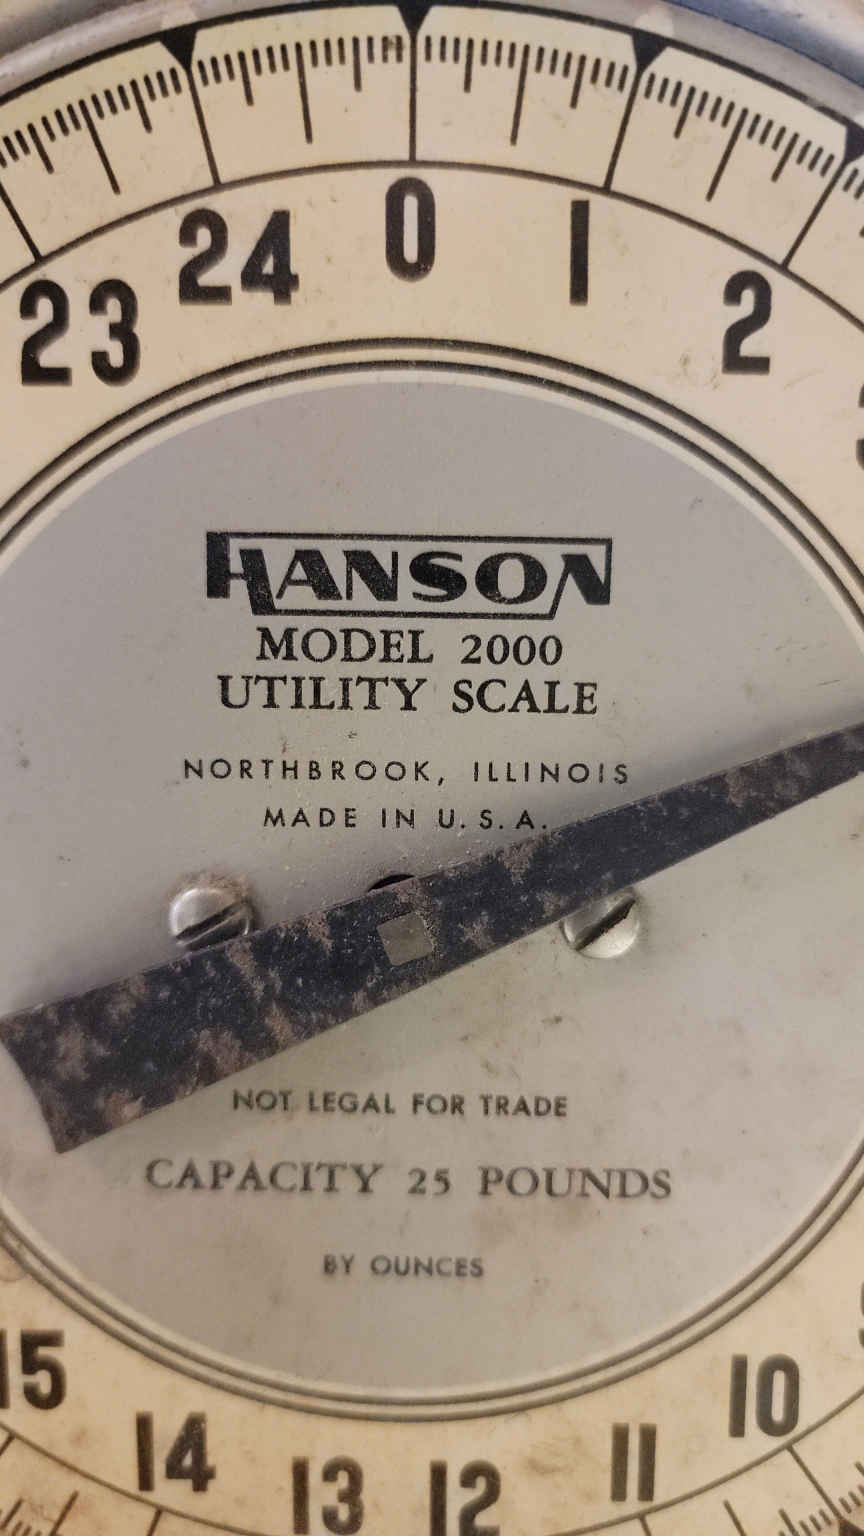 23 24 0 1 2
HANSON
MODEL 2000
UTILITY SCALE
NORTHBROOK, ILLINOIS
MADE IN U.S.A.
NOT LEGAL FOR TRADE
CAPACITY 25 POUNDS
BY OUNCES
15 14 13 12 11 10